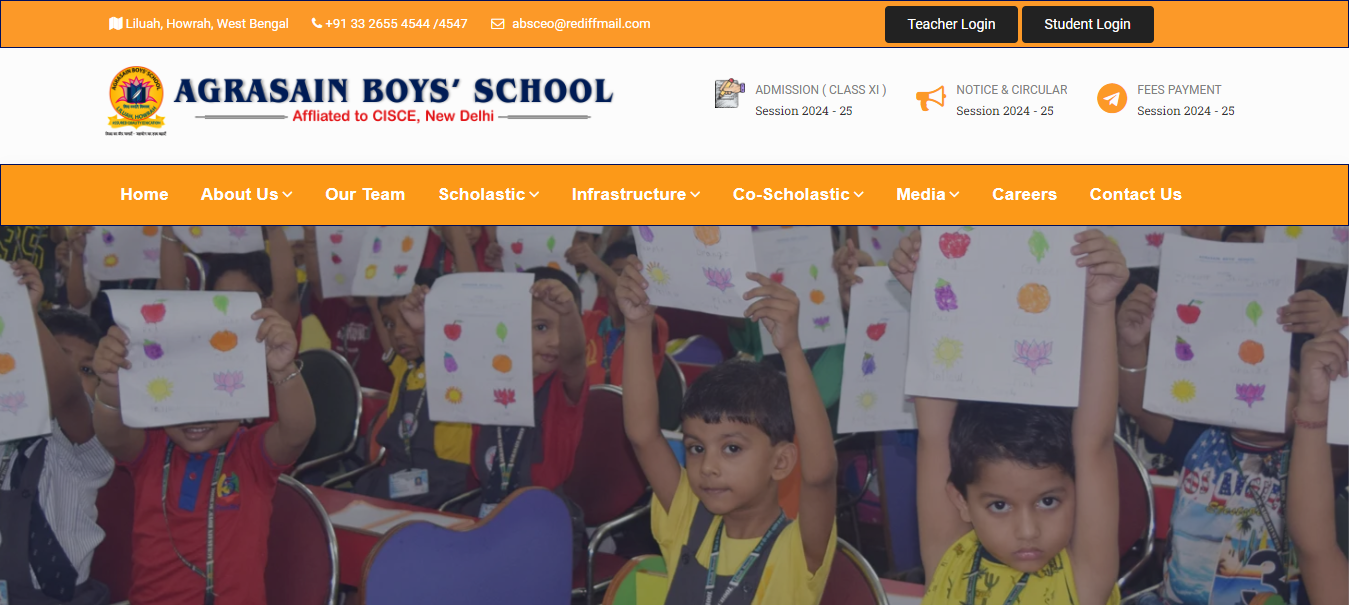 Liluah, Howrah, West Bengal
+91 33 2655 4544 /4547
absceo@rediffmail.com
Teacher Login
Student Login
AGRASAIN BOYS' SCHOOL
Affliated to CISCE, New Delhi
ADMISSION ( CLASS XI )
Session 2024 - 25
NOTICE & CIRCULAR
Session 2024 - 25
FEES PAYMENT
Session 2024 - 25
Home
About Us
Our Team
Scholastic
Infrastructure
Co-Scholastic
Media
Careers
Contact Us